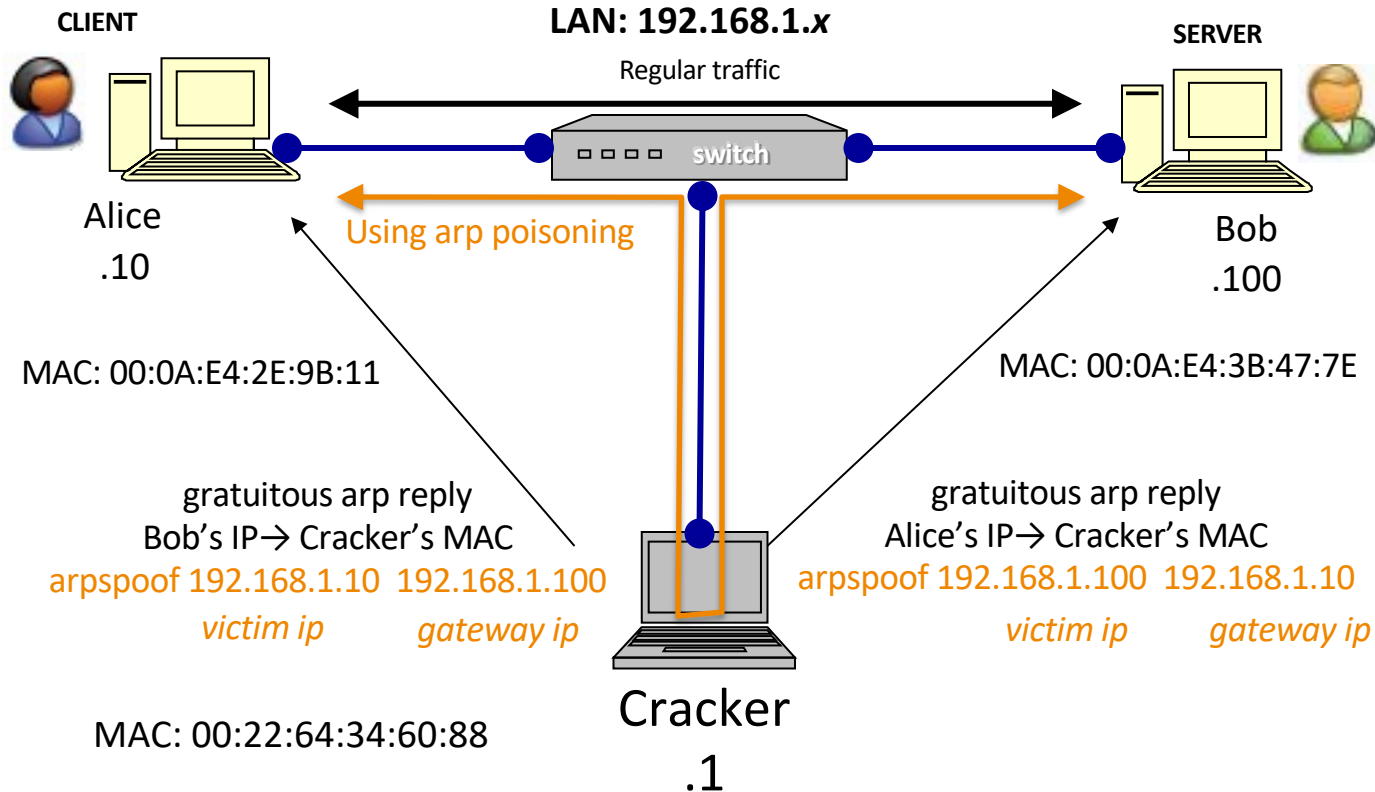 CLIENT
LAN: 192.168.1.x
SERVER
Regular traffic
switch
Using arp poisoning
Alice
.10
Bob
.100
MAC: 00:0A:E4:2E:9B:11
MAC: 00:0A:E4:3B:47:7E
gratuitous arp reply
Bob’s IP→ Cracker’s MAC
arpspoof 192.168.1.10 192.168.1.100
victim ip gateway ip
gratuitous arp reply
Alice’s IP→ Cracker’s MAC
arpspoof 192.168.1.100 192.168.1.10
victim ip gateway ip
Cracker
.1
MAC: 00:22:64:34:60:88